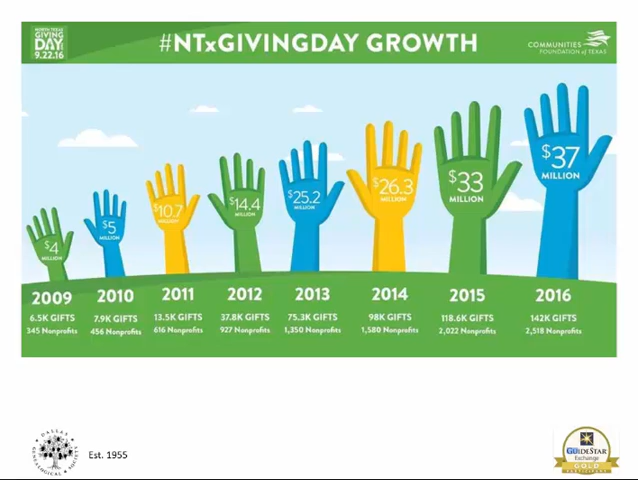 NORTH TEXAS
GIVING
DAY
9.22.16
#NTxGIVINGDAY GROWTH
COMMUNITIES
FOUNDATION of TEXAS
$4
MILLION
$5
MILLION
$10.7
MILLION
$14.4
MILLION
$25.2
MILLION
$26.3
MILLION
$33
MILLION
$37
MILLION
2009
6.5K GIFTS
345 Nonprofits
2010
7.9K GIFTS
456 Nonprofits
2011
13.5K GIFTS
616 Nonprofits
2012
37.8K GIFTS
927 Nonprofits
2013
75.3K GIFTS
1,350 Nonprofits
2014
98K GIFTS
1,580 Nonprofits
2015
118.6K GIFTS
2,022 Nonprofits
2016
142K GIFTS
2,518 Nonprofits
DALLAS
GENEALOGICAL SOCIETY
Est. 1955
GUIDESTAR
Exchange
GOLD